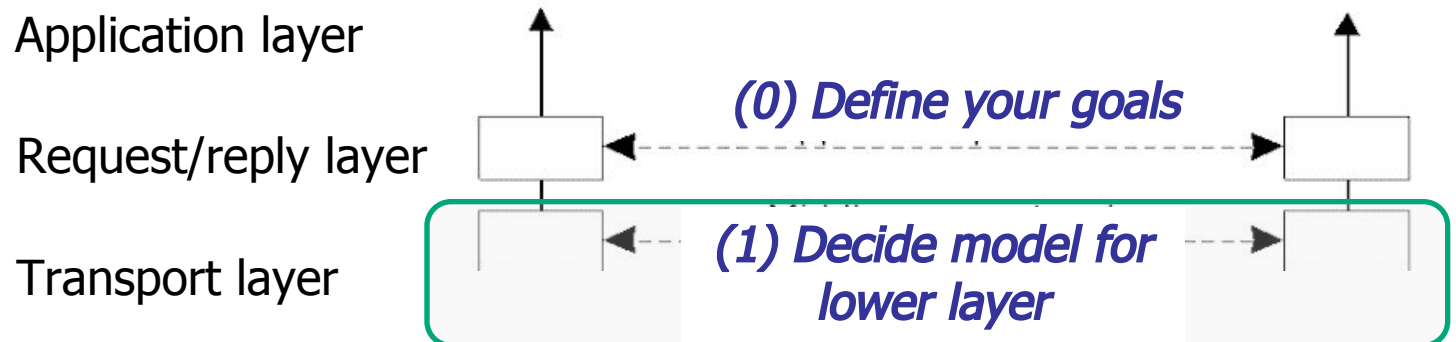 Application layer
(0) Define your goals
Request/reply layer
(1) Decide model for
lower layer
Transport layer